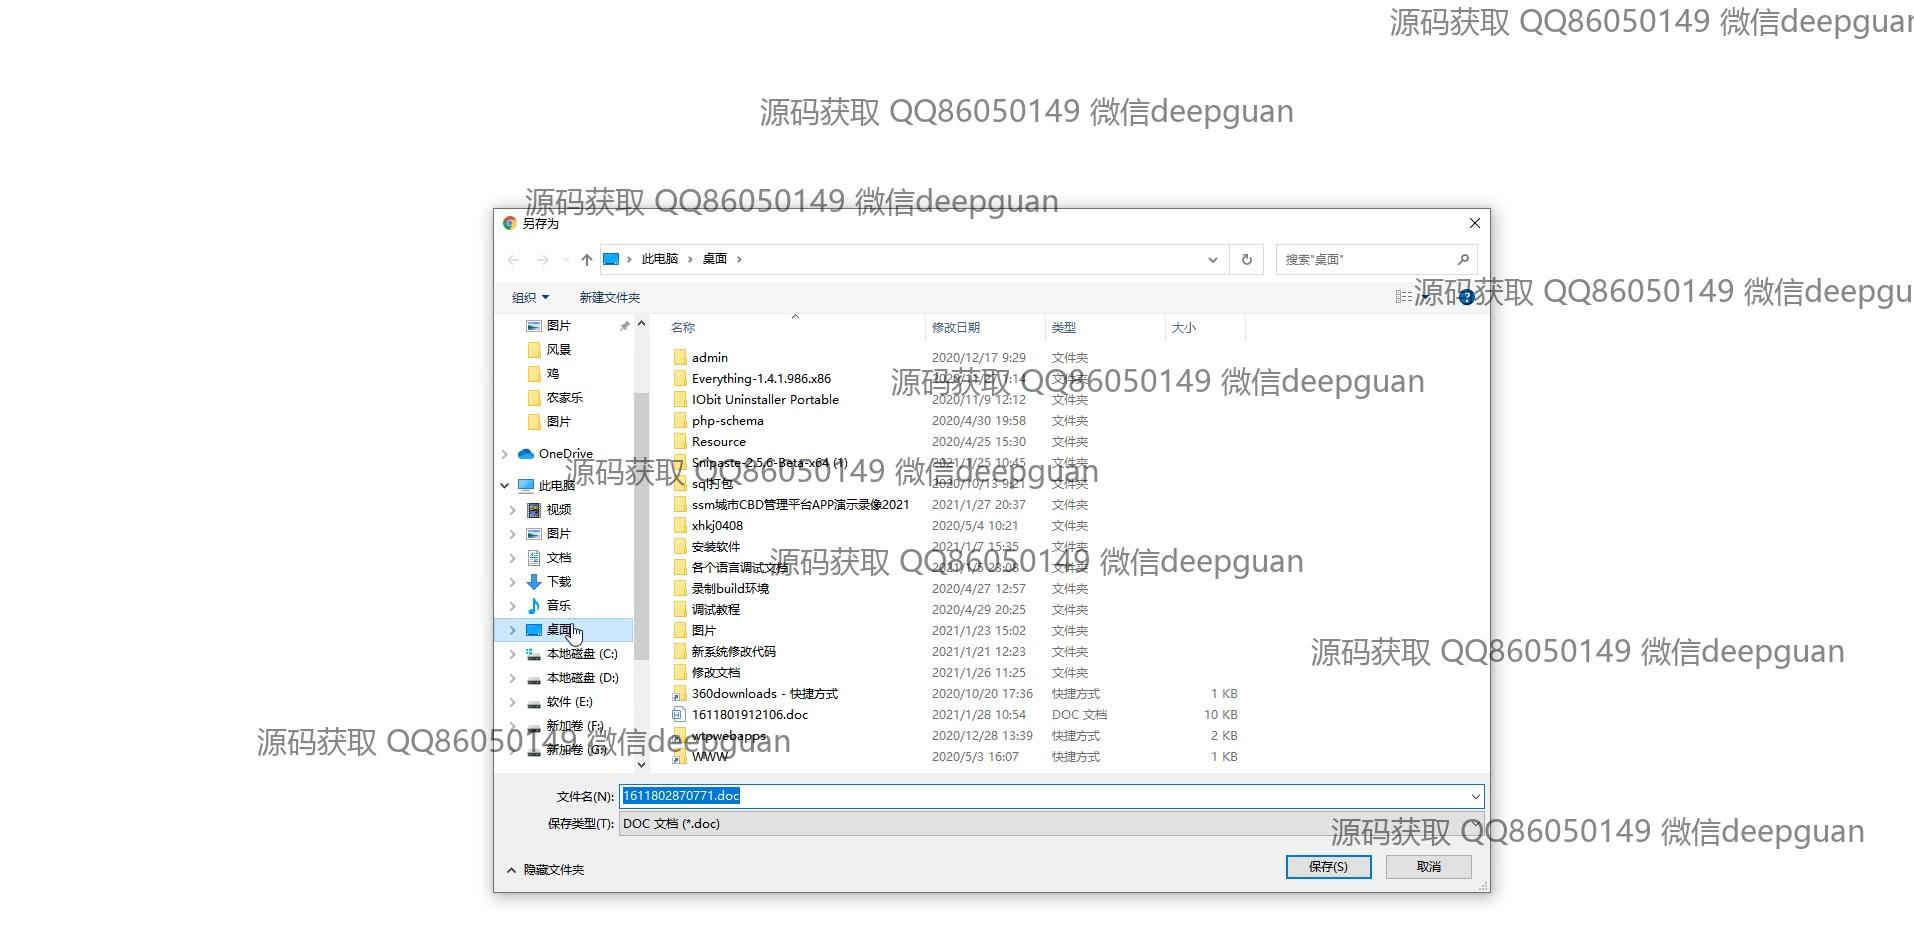 源码获取 QQ86050149 微信deepguan
源码获取 QQ86050149 微信deepguan
源码获取 QQ86050149 微信deepguan
另存为
此电脑 › 桌面 ›
搜索"桌面"
组织 新建文件夹
源码获取 QQ86050149 微信deepgu
图片
风景
鸡
农家乐
图片
OneDrive
此电脑
视频
图片
文档
下载
音乐
桌面
本地磁盘 (C:)
本地磁盘 (D:)
软件 (E:)
新加卷 (F:)
新加卷 (G:)
名称 修改日期 类型 大小
admin 2020/12/17 9:29 文件夹
Everything-1.4.1.986.x86 2020/11/27 1:14 文件夹
源码获取 QQ86050149 微信deepguan
IObit Uninstaller Portable 2020/11/9 12:12 文件夹
php-schema 2020/4/30 19:58 文件夹
Resource 2020/4/25 15:30 文件夹
Snipaste-2.5.6-Beta-x64 (1) 2021/1/25 10:45 文件夹
源码获取 QQ86050149 微信deepguan
sql打包 2020/10/13 9:21 文件夹
ssm城市CBD管理平台APP演示录像2021 2021/1/27 20:37 文件夹
xhkj0408 2020/5/4 10:21 文件夹
安装软件 2021/1/7 15:35 文件夹
源码获取 QQ86050149 微信deepguan
各个语言调试文档 2021/1/5 23:08 文件夹
录制build环境 2020/4/27 12:57 文件夹
调试教程 2020/4/29 20:25 文件夹
图片 2021/1/23 15:02 文件夹
新系统修改代码 2021/1/21 12:23 文件夹
源码获取 QQ86050149 微信deepguan
修改文档 2021/1/26 11:25 文件夹
360downloads - 快捷方式 2020/10/20 17:36 快捷方式 1 KB
1611801912106.doc 2021/1/28 10:54 DOC 文档 10 KB
wtpwebapps 2020/12/28 13:39 快捷方式 2 KB
源码获取 QQ86050149 微信deepguan
WWW 2020/5/3 16:07 快捷方式 1 KB
文件名(N): 1611802870771.doc
保存类型(T): DOC 文档 (*.doc)
源码获取 QQ86050149 微信deepguan
隐藏文件夹 保存(S) 取消